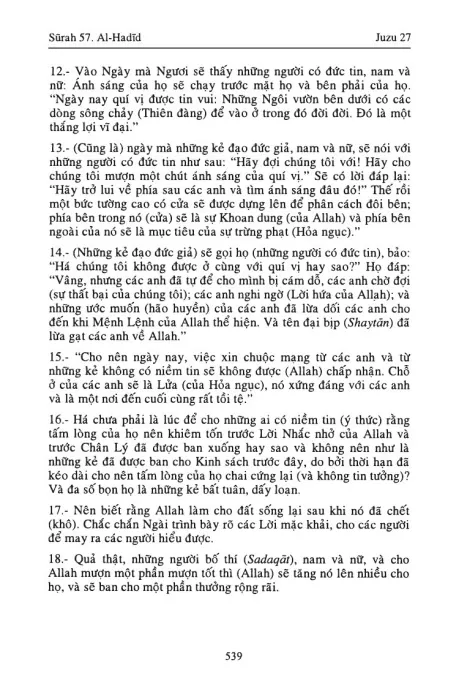 Sūrah 57. Al-Hadīd Juzu 27
12.- Vào Ngày mà Ngươi sẽ thấy những người có đức tin, nam và
nữ: Ánh sáng của họ sẽ chạy trước mặt họ và bên phải của họ.
“Ngày nay quí vị được tin vui: Những Ngôi vườn bên dưới có các
dòng sông chảy (Thiên đàng) để vào ở trong đó đời đời. Đó là một
thắng lợi vĩ đại.”
13.- (Cũng là) ngày mà những kẻ đạo đức giả, nam và nữ, sẽ nói với
những người có đức tin như sau: “Hãy đợi chúng tôi với! Hãy cho
chúng tôi mượn một chút ánh sáng của quí vị.” Sẽ có lời đáp lại:
“Hãy trở lui về phía sau các anh và tìm ánh sáng đâu đó!” Thế rồi
một bức tường cao có cửa sẽ được dựng lên để phân cách đôi bên;
phía bên trong nó (cửa) sẽ là sự Khoan dung (của Allah) và phía bên
ngoài của nó sẽ là mục tiêu của sự trừng phạt (Hỏa ngục).”
14.- (Những kẻ đạo đức giả) sẽ gọi họ (những người có đức tin), bảo:
“Há chúng tôi không được ở cùng với quí vị hay sao?” Họ đáp:
“Vâng, nhưng các anh đã tự để cho mình bị cám dỗ, các anh chờ đợi
(sự thất bại của chúng tôi); các anh nghi ngờ (Lời hứa của Allah); và
những ước muốn (hão huyền) của các anh đã lừa dối các anh cho
đến khi Mệnh Lệnh của Allah thể hiện. Và tên đại bịp (Shaytān) đã
lừa gạt các anh về Allah.”
15.- “Cho nên ngày nay, việc xin chuộc mạng từ các anh và từ
những kẻ không có niềm tin sẽ không được (Allah) chấp nhận. Chỗ
ở của các anh sẽ là Lửa (của Hỏa ngục), nó xứng đáng với các anh
và là một nơi đến cuối cùng rất tồi tệ.”
16.- Há chưa phải là lúc để cho những ai có niềm tin (ý thức) rằng
tấm lòng của họ nên khiêm tốn trước Lời Nhắc nhở của Allah và
trước Chân Lý đã được ban xuống hay sao và không nên như là
những kẻ đã được ban cho Kinh sách trước đây, do bởi thời hạn đã
kéo dài cho nên tấm lòng của họ chai cứng lại (và không tin tưởng)?
Và đa số bọn họ là những kẻ bất tuân, dấy loạn.
17.- Nên biết rằng Allah làm cho đất sống lại sau khi nó đã chết
(khô). Chắc chắn Ngài trình bày rõ các Lời mặc khải, cho các người
để may ra các người hiểu được.
18.- Quả thật, những người bố thí (Sadaqāt), nam và nữ, và cho
Allah mượn một phần mượn tốt thì (Allah) sẽ tăng nó lên nhiều cho
họ, và sẽ ban cho một phần thưởng rộng rãi.
539